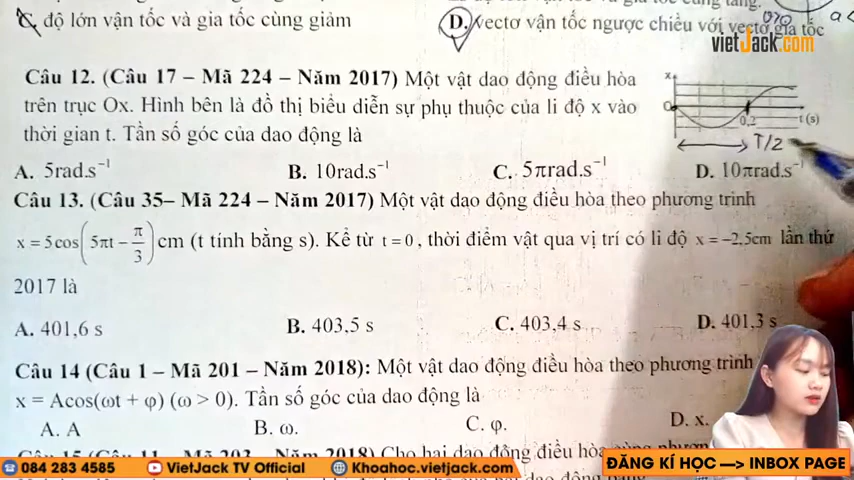 C. độ lớn vận tốc và gia tốc cùng giảm
D. vectơ vận tốc ngược chiều với vectơ gia tốc
vietJack.com
Câu 12. (Câu 17 – Mã 224 – Năm 2017) Một vật dao động điều hòa
trên trục Ox. Hình bên là đồ thị biểu diễn sự phụ thuộc của li độ x vào
thời gian t. Tần số góc của dao động là
x
O
0,2
t (s)
T/2
A. 5rad.s⁻¹ B. 10rad.s⁻¹ C. 5πrad.s⁻¹ D. 10πrad.s⁻¹
Câu 13. (Câu 35– Mã 224 – Năm 2017) Một vật dao động điều hòa theo phương trình
x = 5cos(5πt – π/3) cm (t tính bằng s). Kể từ t = 0, thời điểm vật qua vị trí có li độ x = –2,5cm lần thứ
2017 là
A. 401,6 s B. 403,5 s C. 403,4 s D. 401,3 s
Câu 14 (Câu 1 – Mã 201 – Năm 2018): Một vật dao động điều hòa theo phương trình
x = Acos(ωt + φ) (ω > 0). Tần số góc của dao động là
A. A B. ω. C. φ. D. x.
2018) Cho hai dao động điều hòa
084 283 4585 VietJack TV Official Khoahoc.vietjack.com
ĐĂNG KÍ HỌC —> INBOX PAGE